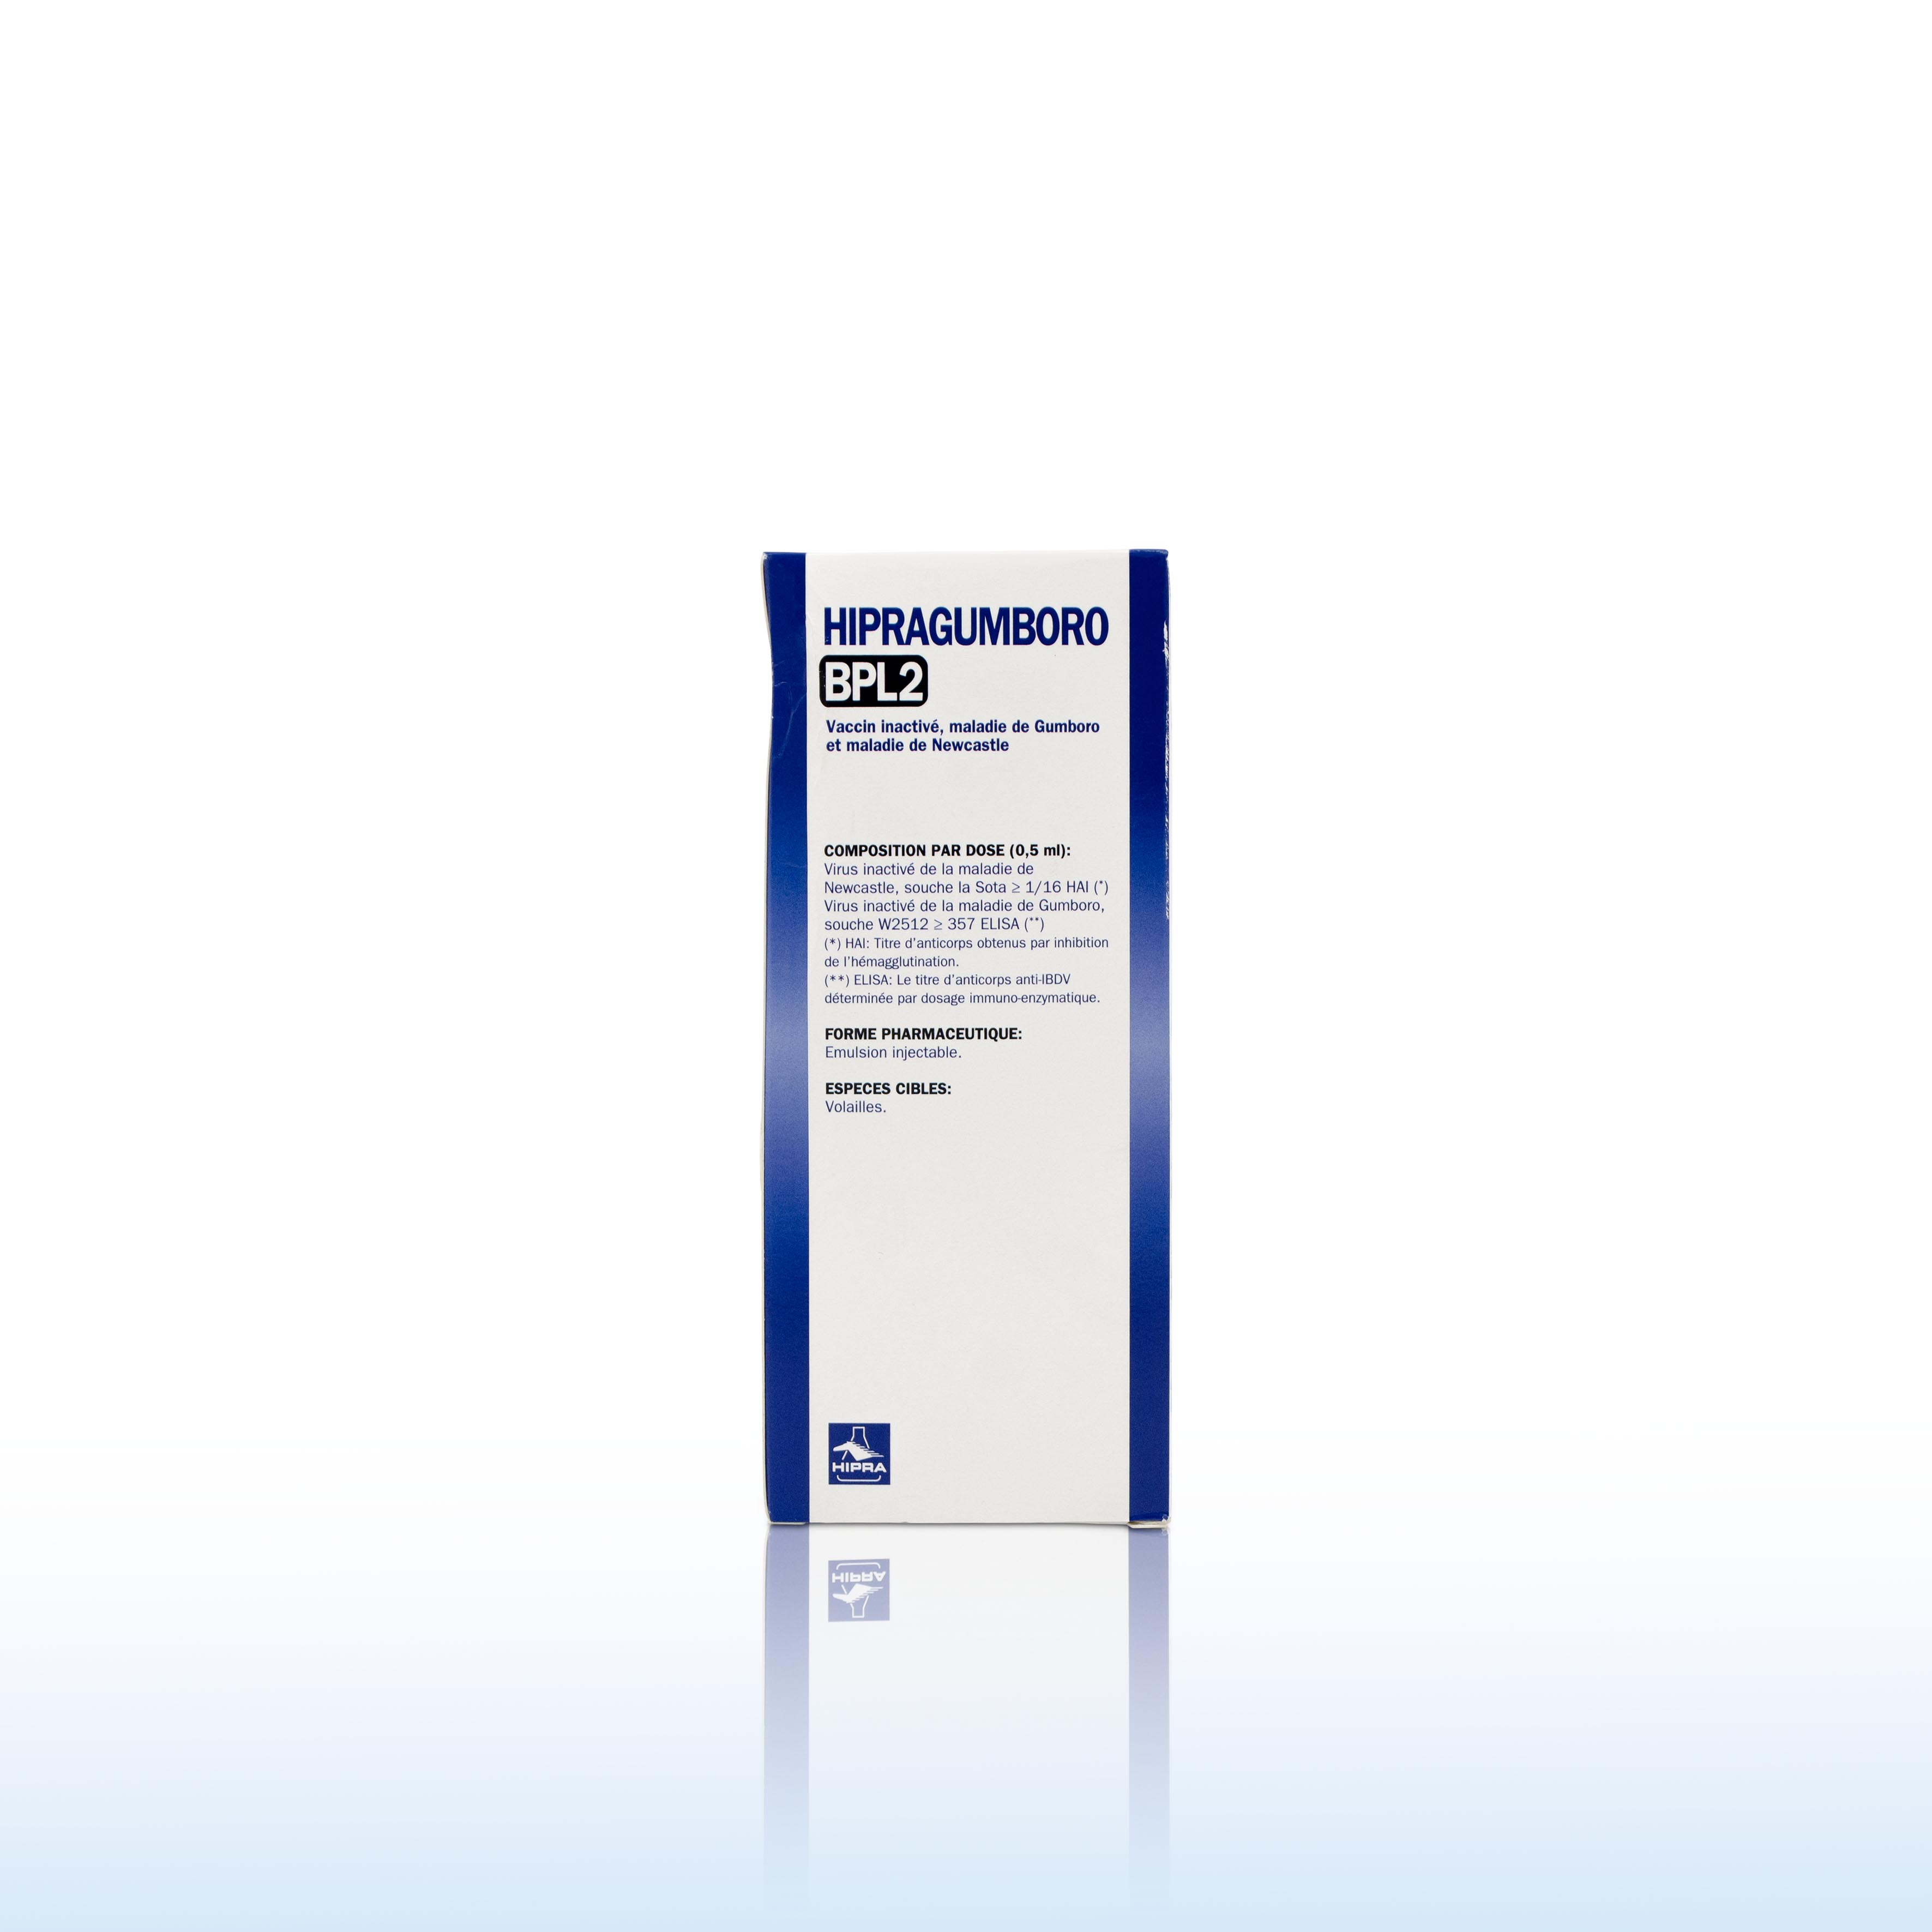 HIPRAGUMBORO
BPL2
Vaccin inactivé, maladie de Gumboro
et maladie de Newcastle
COMPOSITION PAR DOSE (0,5 ml):
Virus inactivé de la maladie de
Newcastle, souche la Sota ≥ 1/16 HAI (*)
Virus inactivé de la maladie de Gumboro,
souche W2512 ≥ 357 ELISA (**)
(*) HAI: Titre d'anticorps obtenus par inhibition
de l'hémagglutination.
(**) ELISA: Le titre d'anticorps anti-IBDV
déterminée par dosage immuno-enzymatique.
FORME PHARMACEUTIQUE:
Emulsion injectable.
ESPECES CIBLES:
Volailles.
HIPRA